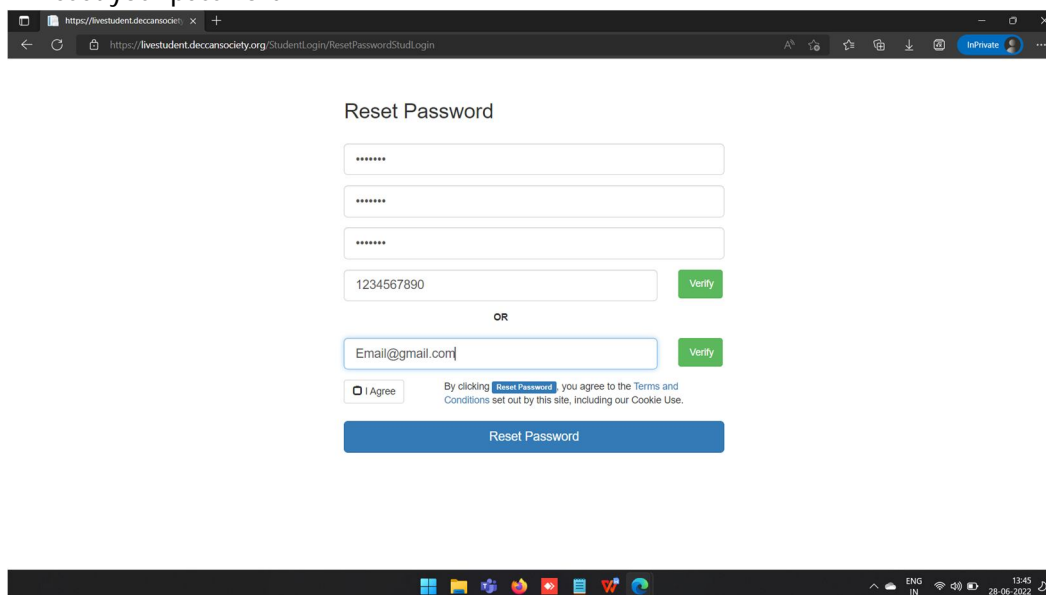 https://livestudent.deccansociety
https://livestudent.deccansociety.org/StudentLogin/ResetPasswordStudLogin
InPrivate
Reset Password
•••••••
•••••••
•••••••
1234567890
Verify
OR
Email@gmail.com
Verify
I Agree
By clicking Reset Password, you agree to the Terms and
Conditions set out by this site, including our Cookie Use.
Reset Password
ENG
IN
13:45
28-06-2022